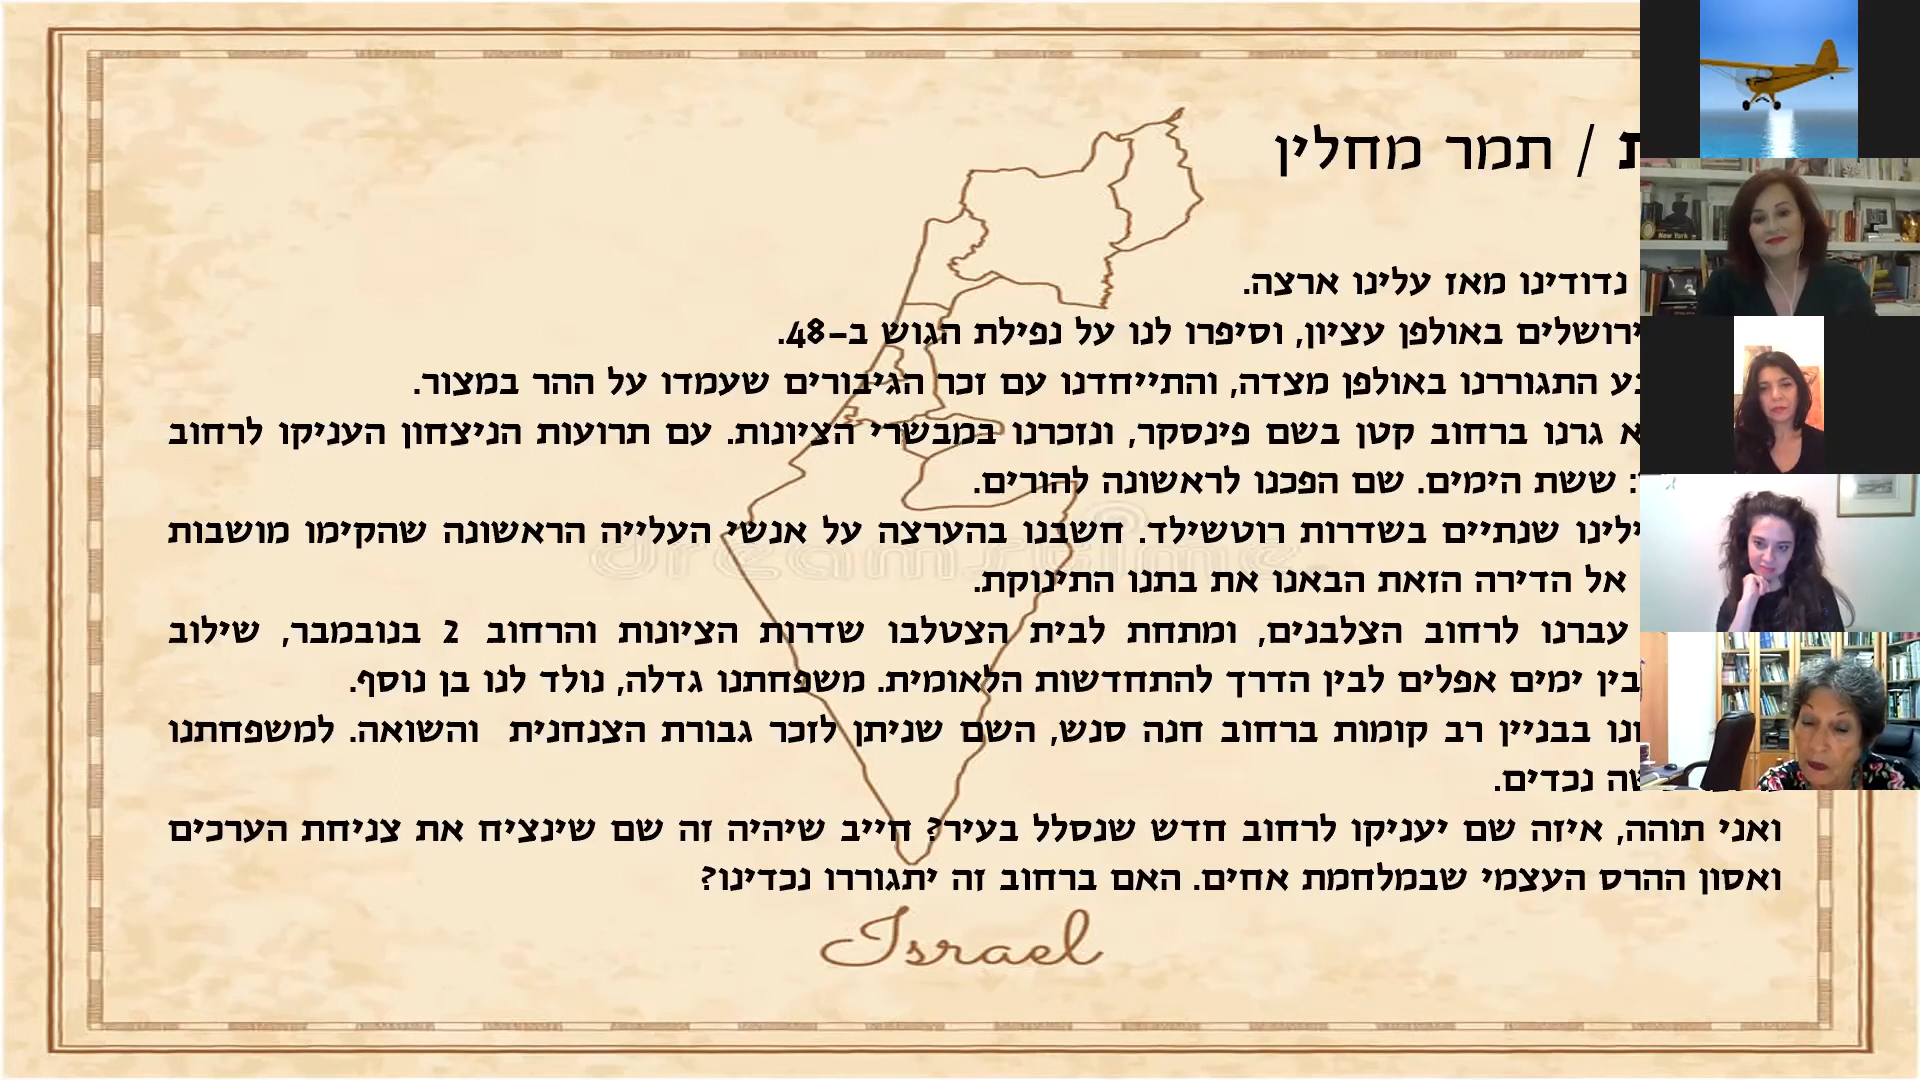 / תמר מחלין
New York
נדודינו מאז עלינו ארצה.
ירושלים באולפן עציון, וסיפרו לנו על נפילת הגוש ב-48.
התגוררנו באולפן מצדה, והתייחדנו עם זכר הגיבורים שעמדו על ההר במצור.
גרנו ברחוב קטן בשם פינסקר, ונזכרנו במבשרי הציונות. עם תרועות הניצחון העניקו לרחוב
ששת הימים. שם הפכנו לראשונה להורים.
שנתיים בשדרות רוטשילד. חשבנו בהערצה על אנשי העלייה הראשונה שהקימו מושבות
אל הדירה הזאת הבאנו את בתנו התינוקת.
dreamstime
עברנו לרחוב הצלבנים, ומתחת לבית הצטלבו שדרות הציונות והרחוב 2 בנובמבר, שילוב
בין ימים אפלים לבין הדרך להתחדשות הלאומית. משפחתנו גדלה, נולד לנו בן נוסף.
בבניין רב קומות ברחוב חנה סנש, השם שניתן לזכר גבורת הצנחנית והשואה. למשפחתנו
נכדים.
ואני תוהה, איזה שם יעניקו לרחוב חדש שנסלל בעיר? חייב שיהיה זה שם שינציח את צניחת הערכים
ואסון ההרס העצמי שבמלחמת אחים. האם ברחוב זה יתגוררו נכדינו?
Israel